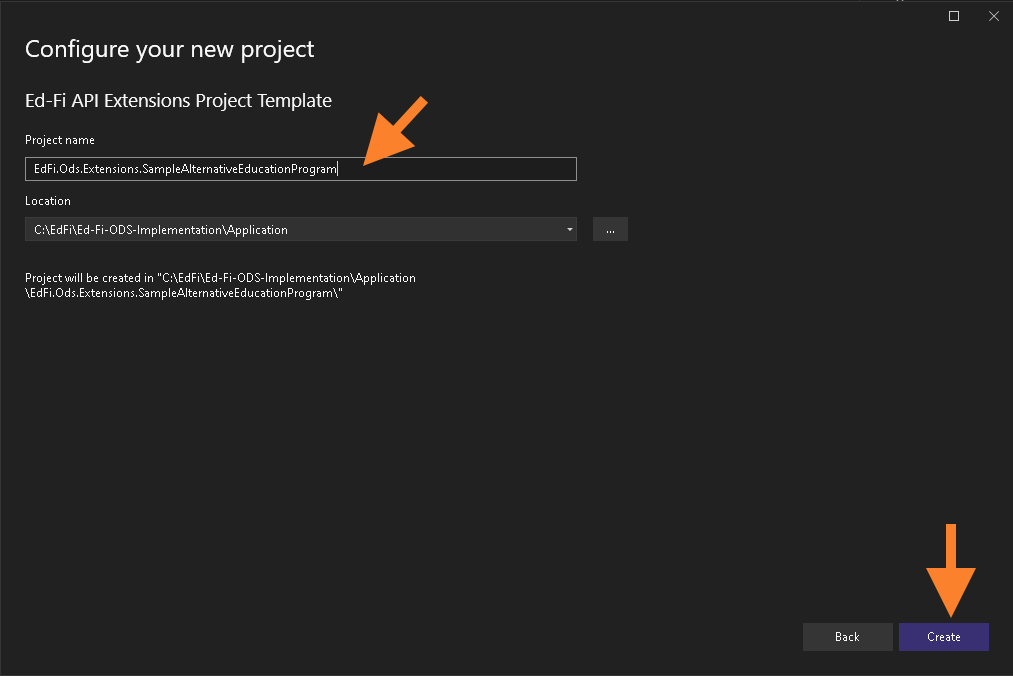 Configure your new project
Ed-Fi API Extensions Project Template
Project name
EdFi.Ods.Extensions.SampleAlternativeEducationProgram
Location
C:\EdFi\Ed-Fi-ODS-Implementation\Application
...
Project will be created in "C:\EdFi\Ed-Fi-ODS-Implementation\Application
\EdFi.Ods.Extensions.SampleAlternativeEducationProgram\"
Back
Create